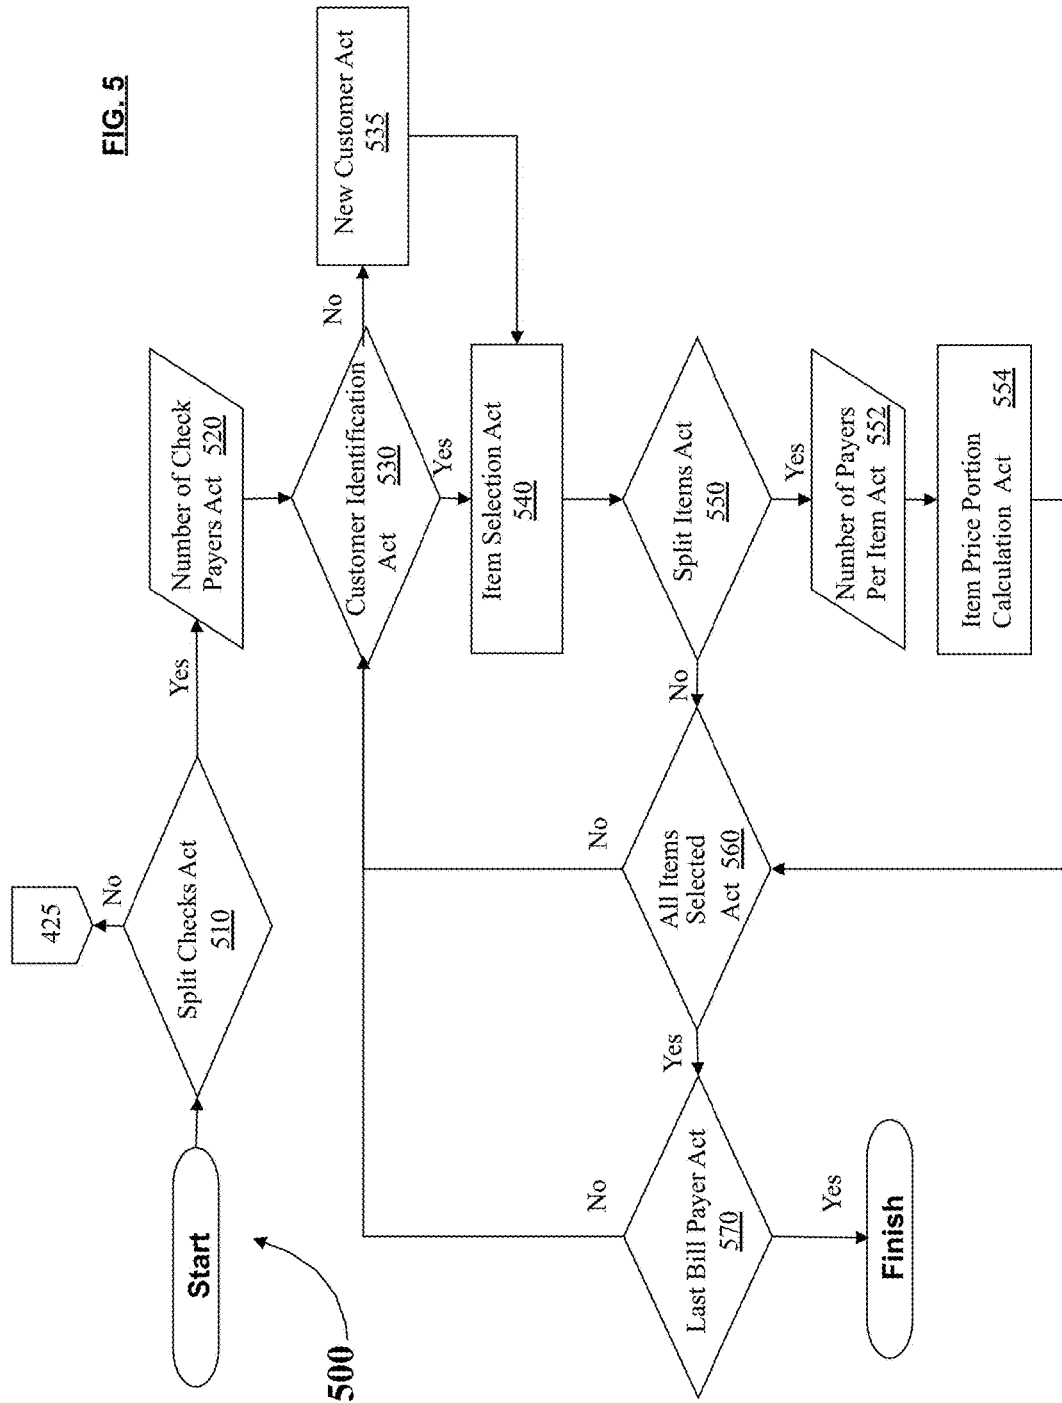 FIG. 5
500
Start
Split Checks Act
510
No
425
Yes
Number of Check
Payers Act 520
Customer Identification
530
Act
No
New Customer Act
535
Yes
Item Selection Act
540
Split Items Act
550
Yes
Number of Payers
Per Item Act 552
Item Price Portion
Calculation Act 554
No
All Items
Selected
Act 560
No
Yes
Last Bill Payer Act
570
No
Yes
Finish